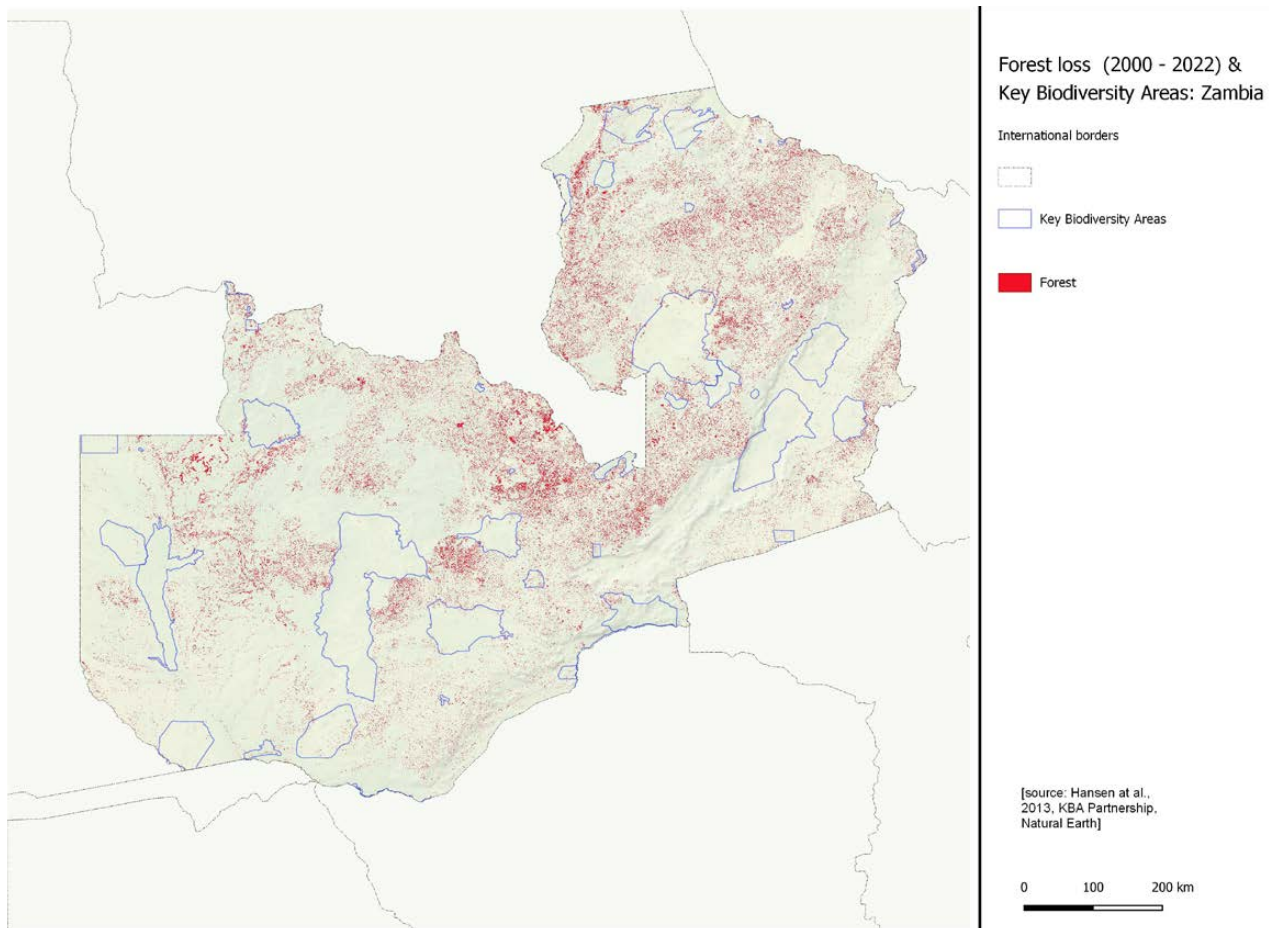 Forest loss (2000 - 2022) &
Key Biodiversity Areas: Zambia
International borders
Key Biodiversity Areas
Forest
[source: Hansen at al.,
2013, KBA Partnership,
Natural Earth]
0 100 200 km